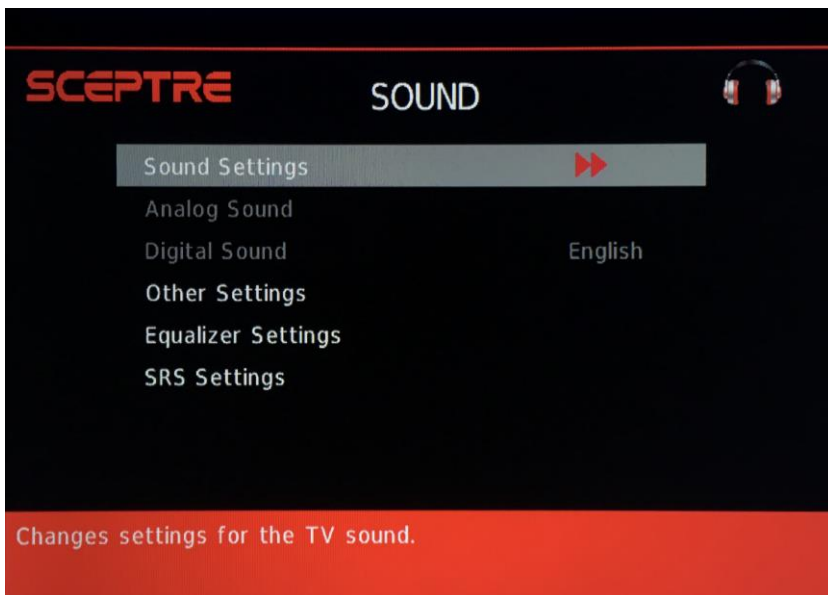 SCEPTRE
SOUND
Sound Settings
Analog Sound
Digital Sound English
Other Settings
Equalizer Settings
SRS Settings
Changes settings for the TV sound.